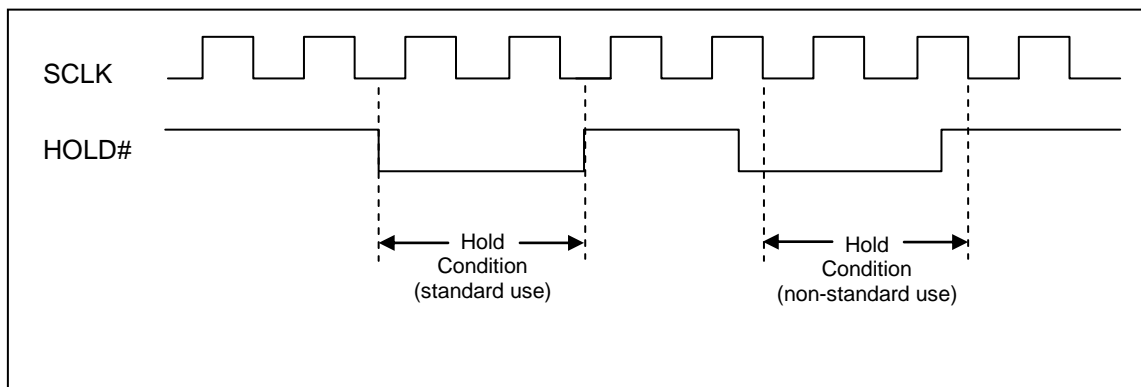 SCLK
HOLD#
Hold
Condition
(standard use)
Hold
Condition
(non-standard use)